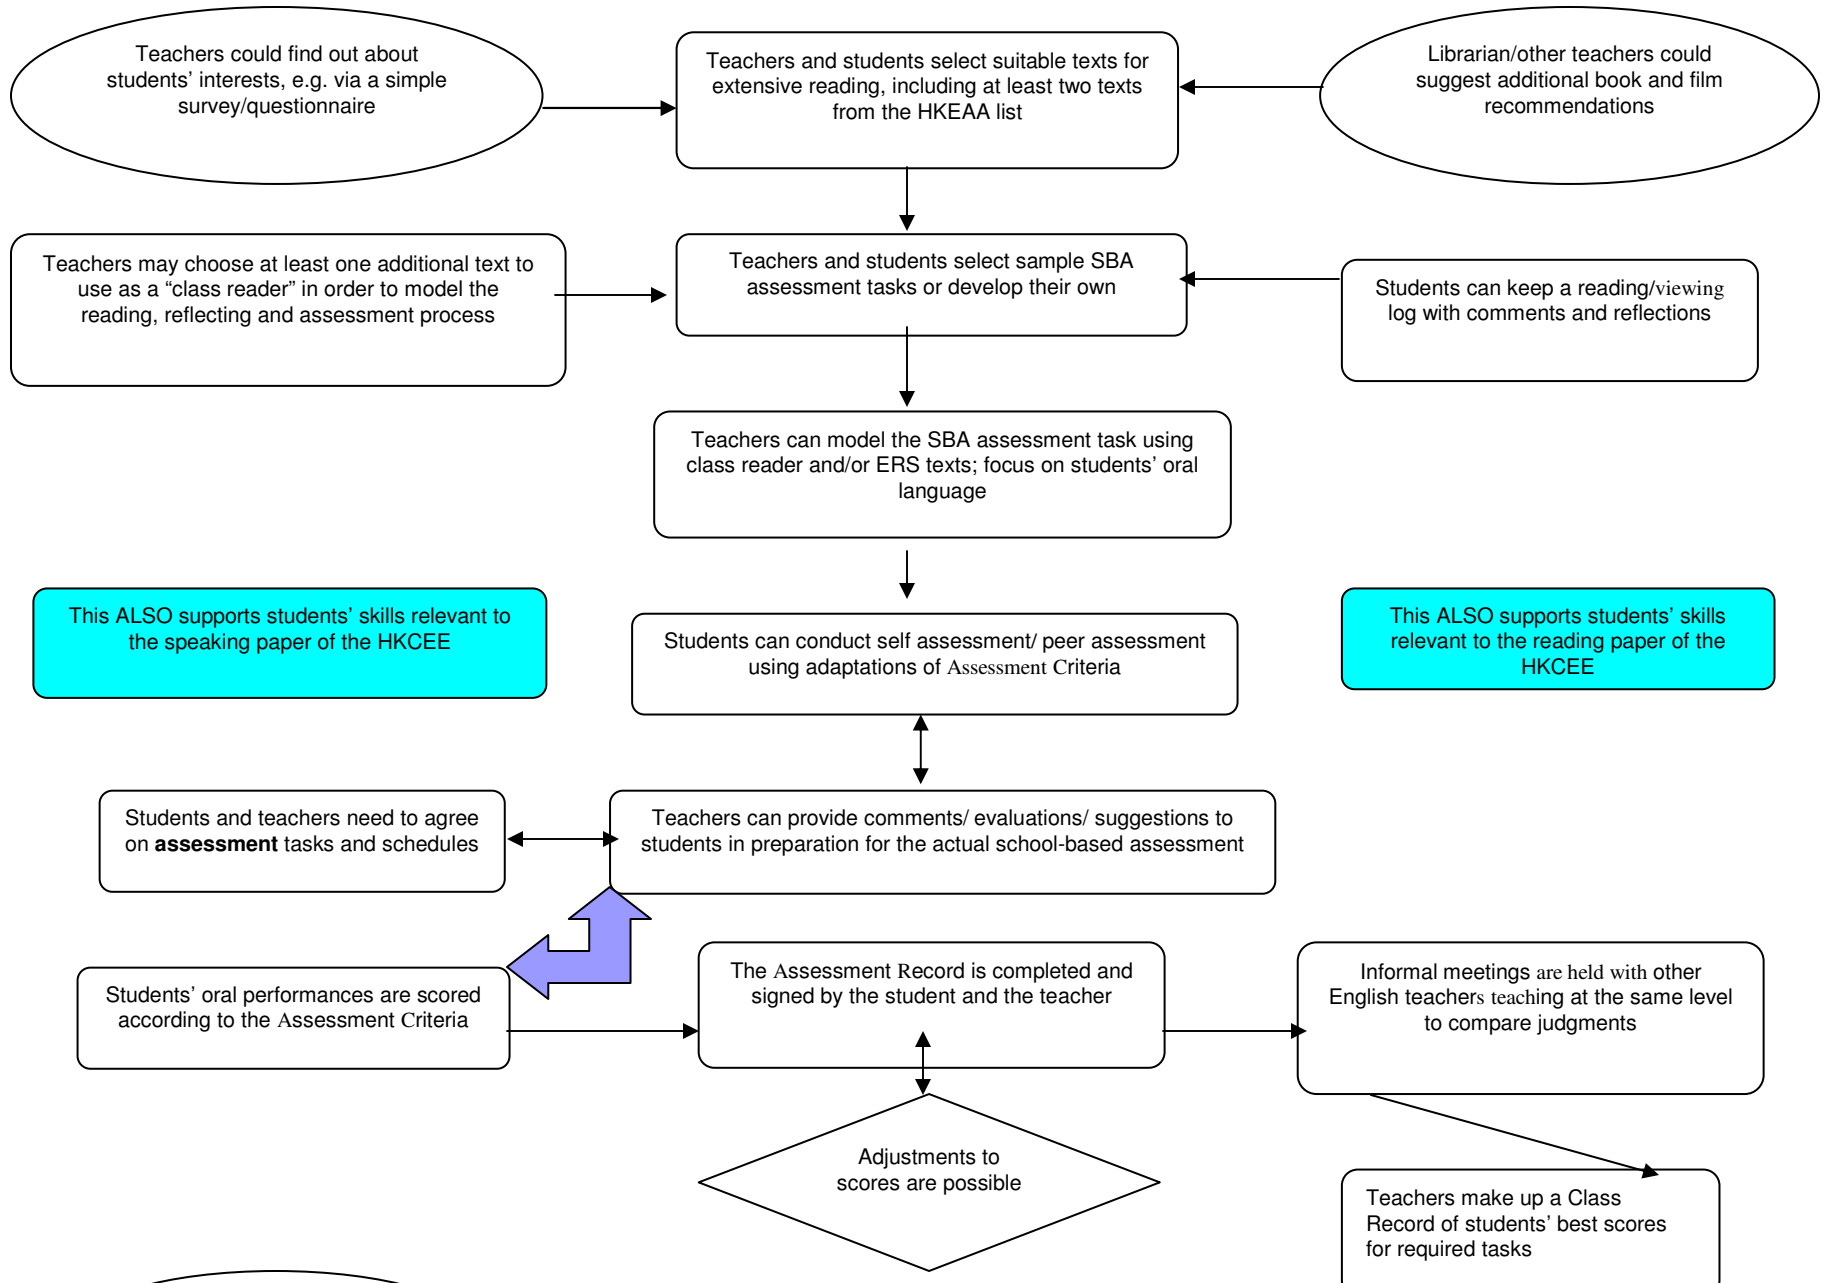 Teachers could find out about
students’ interests, e.g. via a simple
survey/questionnaire
Teachers and students select suitable texts for
extensive reading, including at least two texts
from the HKEAA list
Librarian/other teachers could
suggest additional book and film
recommendations
Teachers may choose at least one additional text to
use as a “class reader” in order to model the
reading, reflecting and assessment process
Teachers and students select sample SBA
assessment tasks or develop their own
Students can keep a reading/viewing
log with comments and reflections
Teachers can model the SBA assessment task using
class reader and/or ERS texts; focus on students’ oral
language
This ALSO supports students’ skills relevant to
the speaking paper of the HKCEE
Students can conduct self assessment/ peer assessment
using adaptations of Assessment Criteria
This ALSO supports students’ skills
relevant to the reading paper of the
HKCEE
Students and teachers need to agree
on assessment tasks and schedules
Teachers can provide comments/ evaluations/ suggestions to
students in preparation for the actual school-based assessment
Students’ oral performances are scored
according to the Assessment Criteria
The Assessment Record is completed and
signed by the student and the teacher
Informal meetings are held with other
English teachers teaching at the same level
to compare judgments
Adjustments to
scores are possible
Teachers make up a Class
Record of students’ best scores
for required tasks